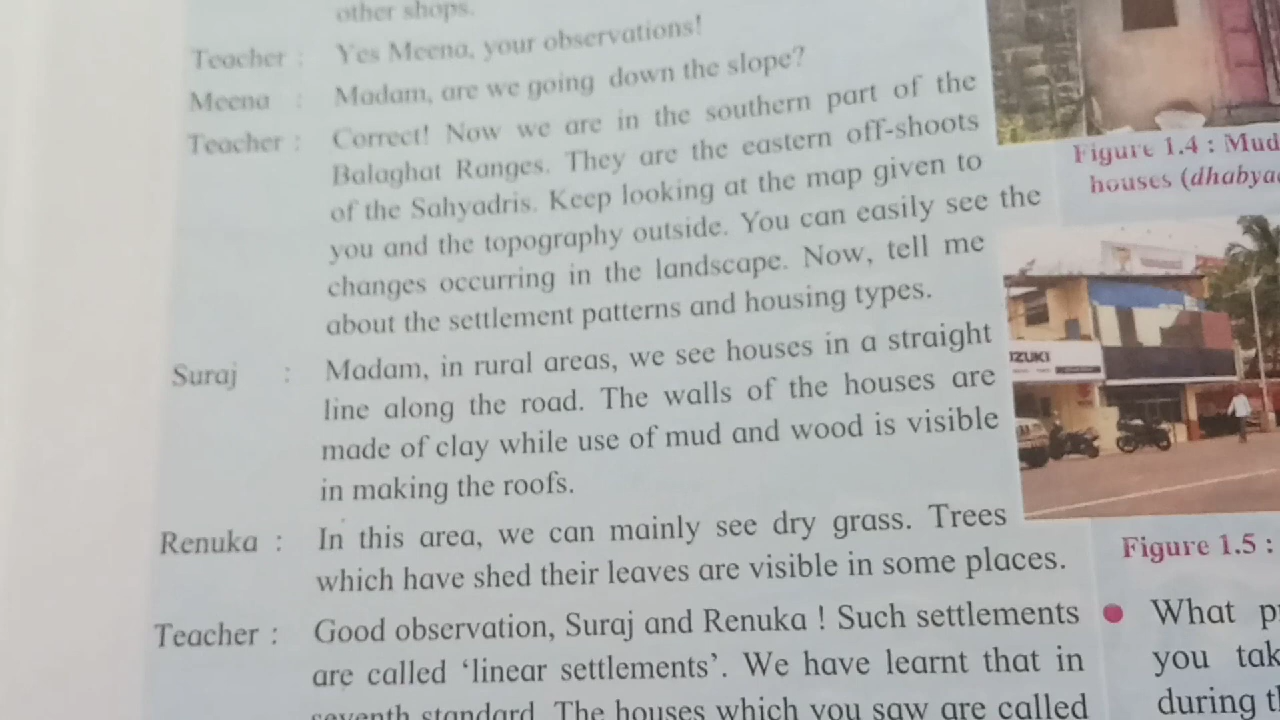 other shops.
Teacher : Yes Meena, your observations!
Meena : Madam, are we going down the slope?
Teacher : Correct! Now we are in the southern part of the
Balaghat Ranges. They are the eastern off-shoots
of the Sahyadris. Keep looking at the map given to
you and the topography outside. You can easily see the
changes occurring in the landscape. Now, tell me
about the settlement patterns and housing types.
Suraj : Madam, in rural areas, we see houses in a straight
line along the road. The walls of the houses are
made of clay while use of mud and wood is visible
in making the roofs.
Renuka : In this area, we can mainly see dry grass. Trees
which have shed their leaves are visible in some places.
Teacher : Good observation, Suraj and Renuka ! Such settlements
are called ‘linear settlements’. We have learnt that in
seventh standard. The houses which you saw are called
Figure 1.4 : Mud
houses (dhabya
IZUKI
Figure 1.5 :
● What p
you tak
during t